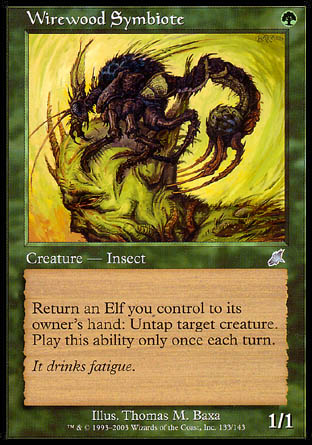 Wirewood Symbiote
Creature — Insect
Return an Elf you control to its
owner's hand: Untap target creature.
Play this ability only once each turn.
It drinks fatigue.
Illus. Thomas M. Baxa
™ & © 1993–2003 Wizards of the Coast, Inc. 133/143
1/1